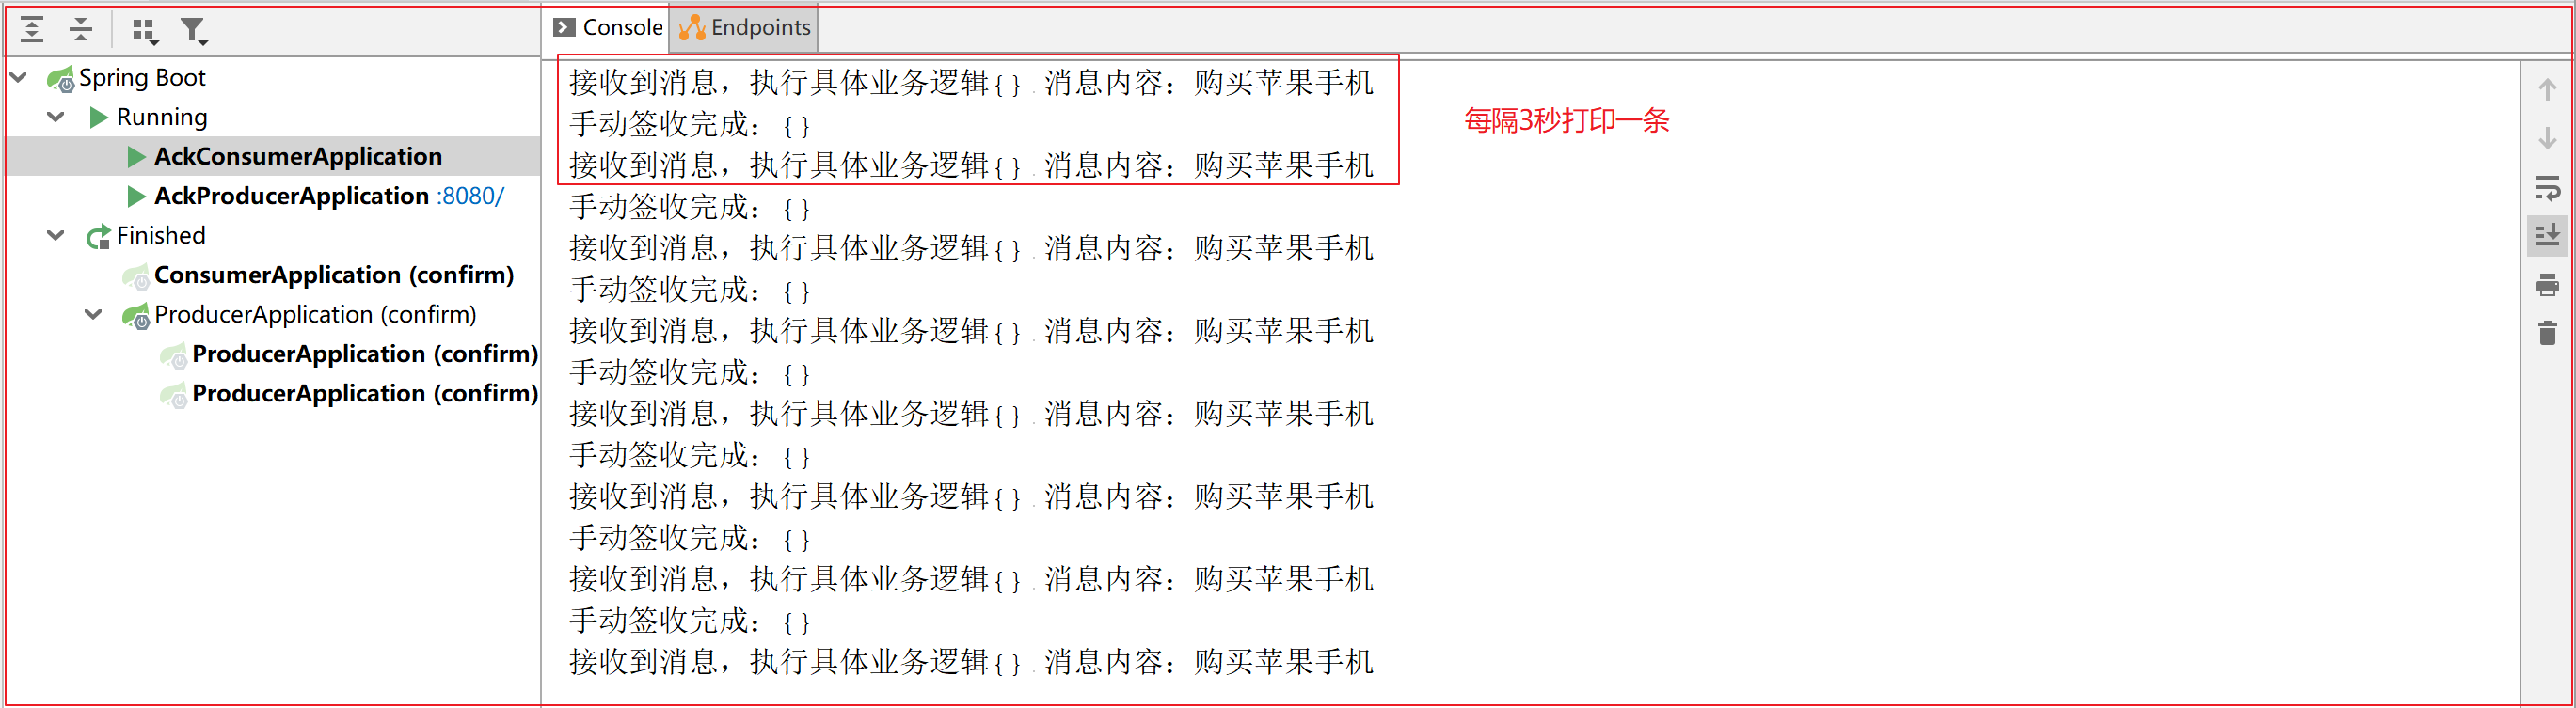 Spring Boot
Running
AckConsumerApplication
AckProducerApplication :8080/
Finished
ConsumerApplication (confirm)
ProducerApplication (confirm)
ProducerApplication (confirm)
ProducerApplication (confirm)
Console
Endpoints
接收到消息，执行具体业务逻辑{} 消息内容：购买苹果手机
手动签收完成：{}
接收到消息，执行具体业务逻辑{} 消息内容：购买苹果手机
手动签收完成：{}
接收到消息，执行具体业务逻辑{} 消息内容：购买苹果手机
手动签收完成：{}
接收到消息，执行具体业务逻辑{} 消息内容：购买苹果手机
手动签收完成：{}
接收到消息，执行具体业务逻辑{} 消息内容：购买苹果手机
手动签收完成：{}
接收到消息，执行具体业务逻辑{} 消息内容：购买苹果手机
手动签收完成：{}
接收到消息，执行具体业务逻辑{} 消息内容：购买苹果手机
手动签收完成：{}
接收到消息，执行具体业务逻辑{} 消息内容：购买苹果手机
每隔3秒打印一条